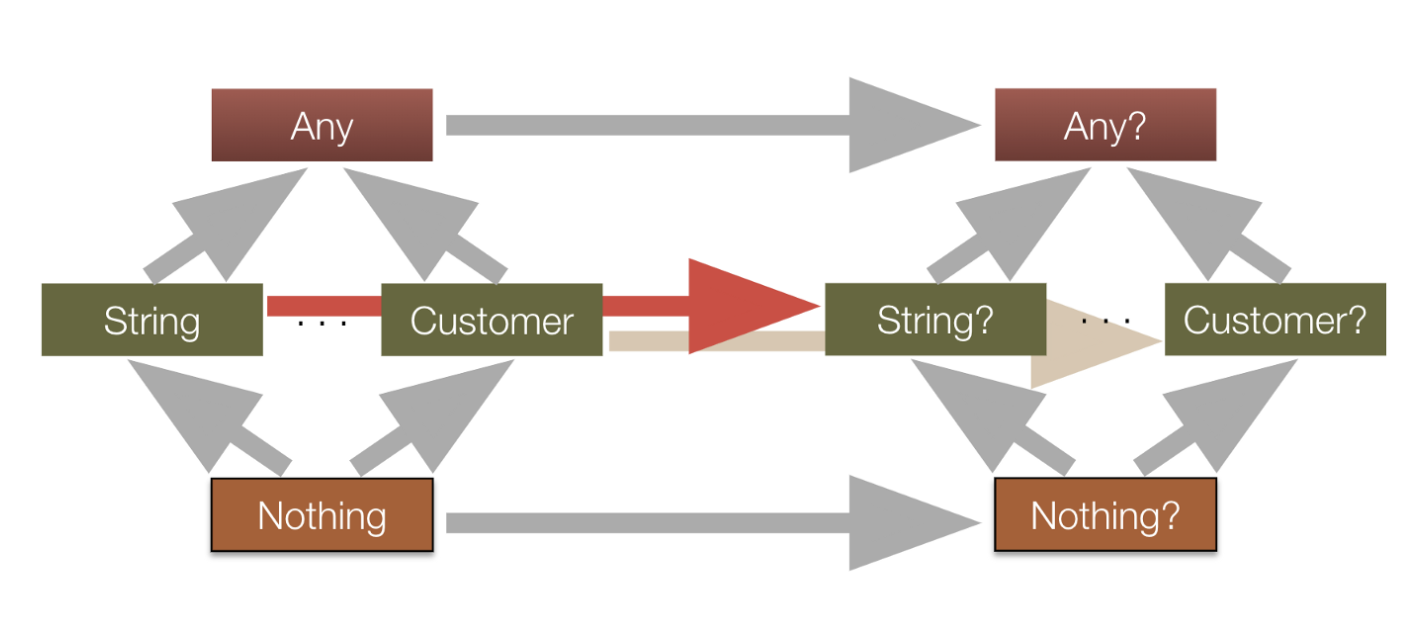 Any
Any?
String
. . .
Customer
String?
. . .
Customer?
Nothing
Nothing?